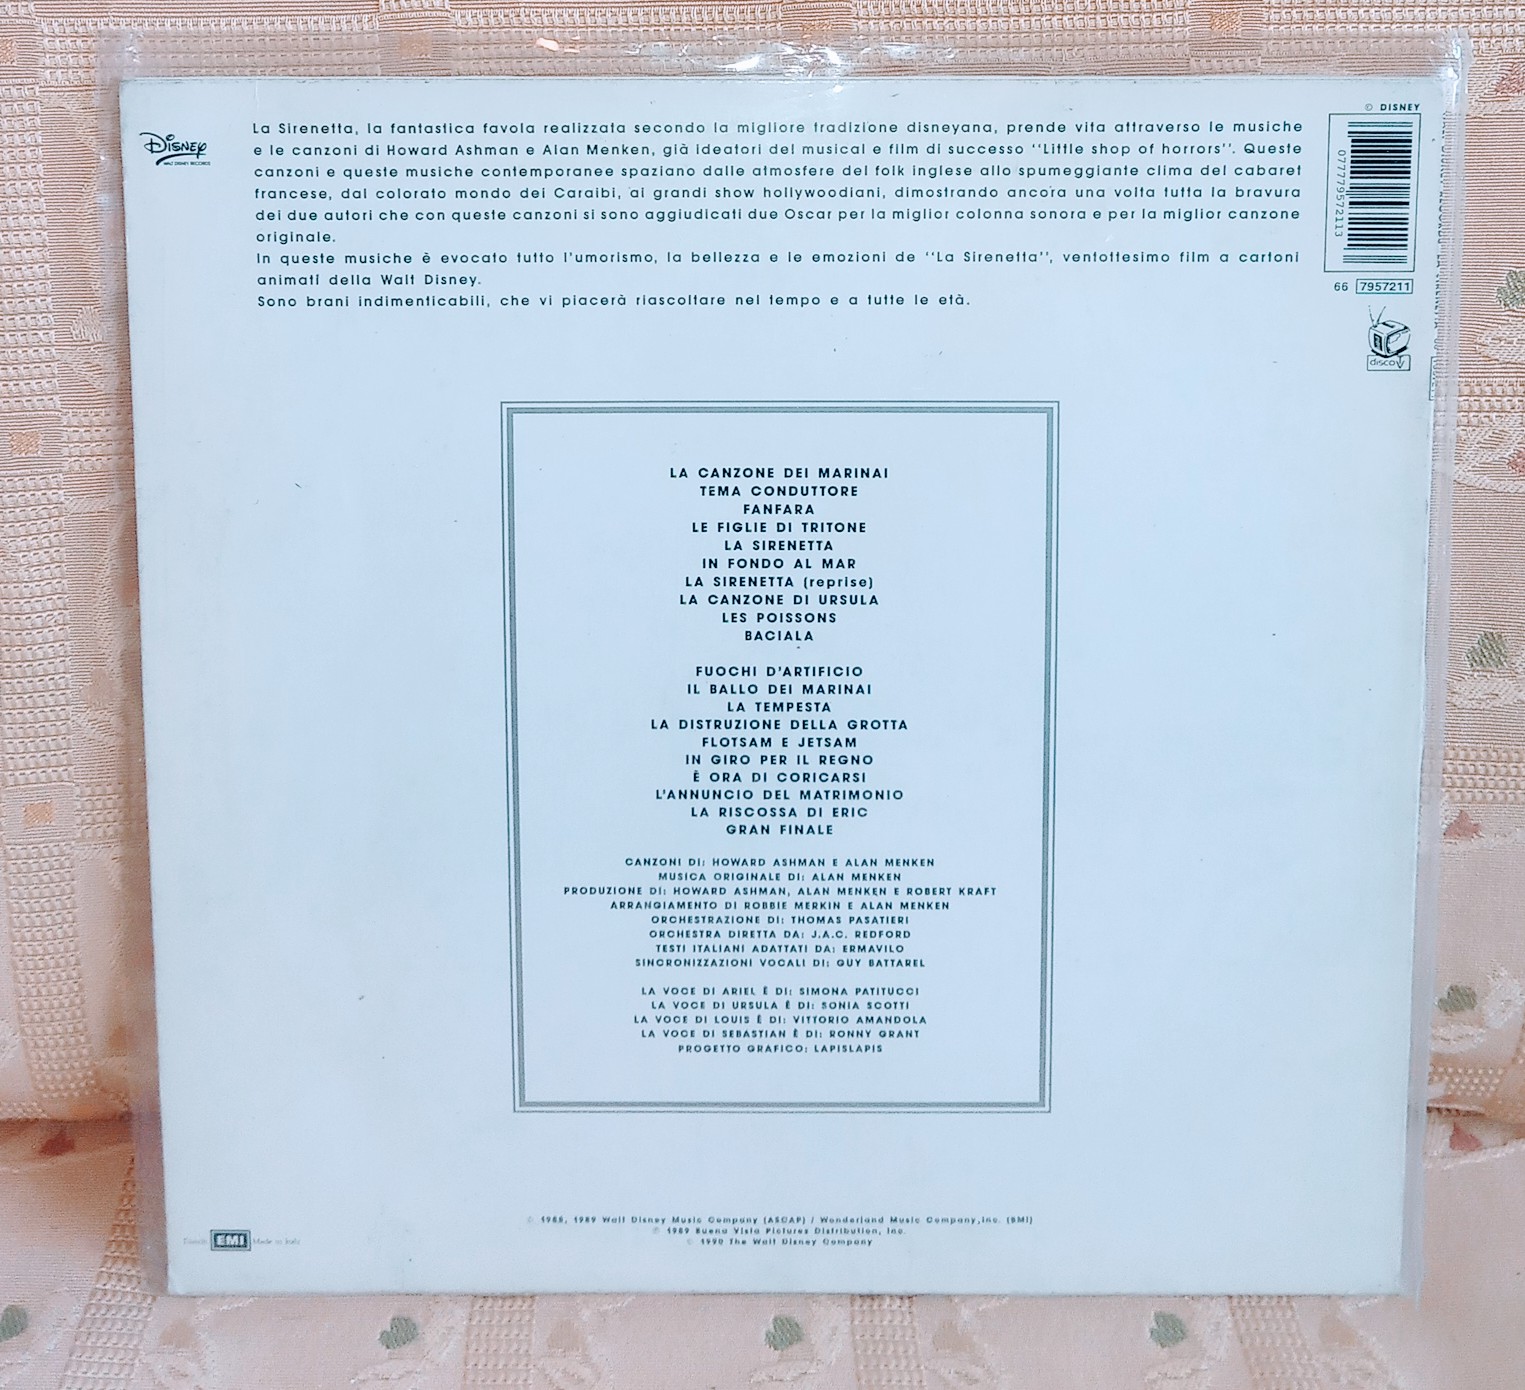 © DISNEY
DISNEY
WALT DISNEY RECORDS
La Sirenetta, la fantastica favola realizzata secondo la migliore tradizione disneyana, prende vita attraverso le musiche
e le canzoni di Howard Ashman e Alan Menken, già ideatori del musical e film di successo ''Little shop of horrors''. Queste
canzoni e queste musiche contemporanee spaziano dalle atmosfere del folk inglese allo spumeggiante clima del cabaret
francese, dal colorato mondo dei Caraibi, ai grandi show hollywoodiani, dimostrando ancora una volta tutta la bravura
dei due autori che con queste canzoni si sono aggiudicati due Oscar per la miglior colonna sonora e per la miglior canzone
originale.
In queste musiche è evocato tutto l'umorismo, la bellezza e le emozioni de ''La Sirenetta'', ventottesimo film a cartoni
animati della Walt Disney.
Sono brani indimenticabili, che vi piacerà riascoltare nel tempo e a tutte le età.
077779572113
66 7957211
discoV
LA CANZONE DEI MARINAI
TEMA CONDUTTORE
FANFARA
LE FIGLIE DI TRITONE
LA SIRENETTA
IN FONDO AL MAR
LA SIRENETTA (reprise)
LA CANZONE DI URSULA
LES POISSONS
BACIALA
FUOCHI D'ARTIFICIO
IL BALLO DEI MARINAI
LA TEMPESTA
LA DISTRUZIONE DELLA GROTTA
FLOTSAM E JETSAM
IN GIRO PER IL REGNO
È ORA DI CORICARSI
L'ANNUNCIO DEL MATRIMONIO
LA RISCOSSA DI ERIC
GRAN FINALE
CANZONI DI: HOWARD ASHMAN E ALAN MENKEN
MUSICA ORIGINALE DI: ALAN MENKEN
PRODUZIONE DI: HOWARD ASHMAN, ALAN MENKEN E ROBERT KRAFT
ARRANGIAMENTO DI ROBBIE MERKIN E ALAN MENKEN
ORCHESTRAZIONE DI: THOMAS PASATIERI
ORCHESTRA DIRETTA DA: J.A.C. REDFORD
TESTI ITALIANI ADATTATI DA: ERMAVILO
SINCRONIZZAZIONI VOCALI DI: GUY BATTAREL
LA VOCE DI ARIEL È DI: SIMONA PATITUCCI
LA VOCE DI URSULA È DI: SONIA SCOTTI
LA VOCE DI LOUIS È DI: VITTORIO AMANDOLA
LA VOCE DI SEBASTIAN È DI: RONNY GRANT
PROGETTO GRAFICO: LAPISLAPIS
© 1988, 1989 Walt Disney Music Company (ASCAP) / Wonderland Music Company, Inc. (BMI)
© 1989 Buena Vista Pictures Distribution, Inc.
© 1990 The Walt Disney Company
EMI Made in Italy